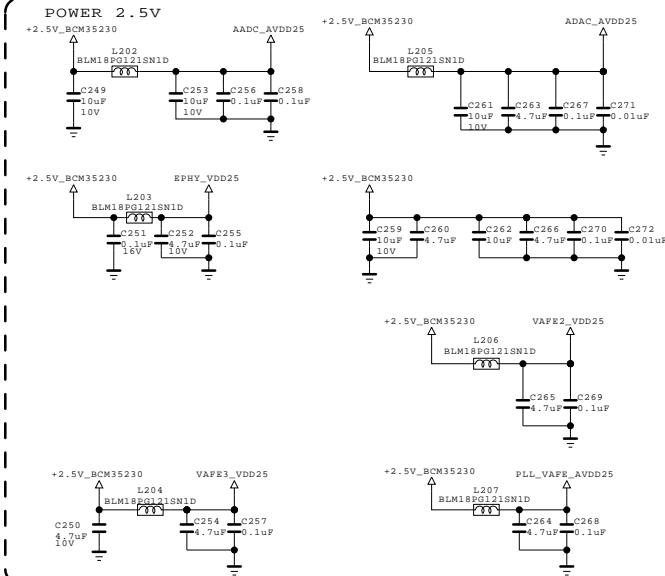 POWER 2.5V
+2.5V_BCM35230
AADC_AVDD25
L202
BLM18PG121SN1D
C249
10uF
10V
C253
10uF
10V
C256
0.1uF
C258
0.1uF
+2.5V_BCM35230
ADAC_AVDD25
L205
BLM18PG121SN1D
C261
10uF
10V
C263
4.7uF
C267
0.1uF
C271
0.01uF
+2.5V_BCM35230
EPHY_VDD25
L203
BLM18PG121SN1D
C251
0.1uF
16V
C252
4.7uF
10V
C255
0.1uF
+2.5V_BCM35230
C259
10uF
10V
C260
4.7uF
C262
10uF
C266
4.7uF
C270
0.1uF
C272
0.01uF
+2.5V_BCM35230
VAFE2_VDD25
L206
BLM18PG121SN1D
C265
4.7uF
C269
0.1uF
+2.5V_BCM35230
VAFE3_VDD25
L204
BLM18PG121SN1D
C250
4.7uF
10V
C254
4.7uF
C257
0.1uF
+2.5V_BCM35230
PLL_VAFE_AVDD25
L207
BLM18PG121SN1D
C264
4.7uF
C268
0.1uF